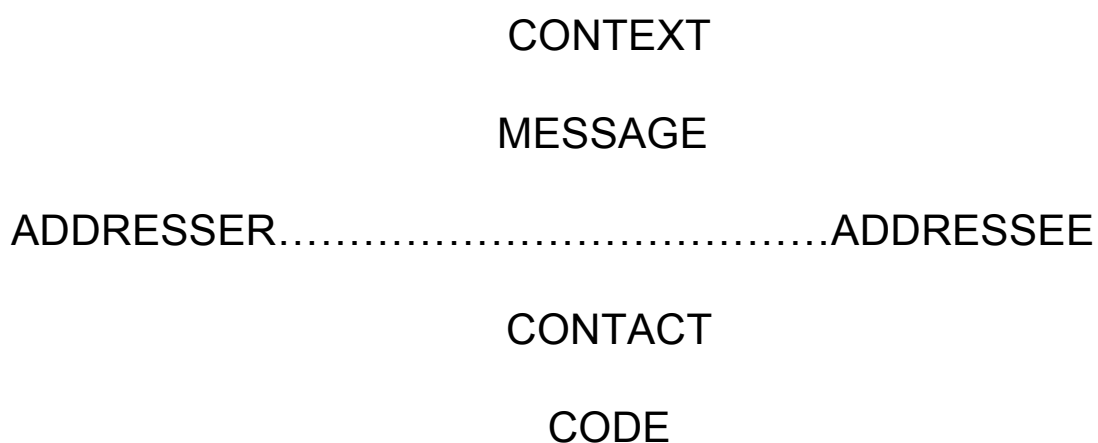 CONTEXT
MESSAGE
ADDRESSER…………………………………ADDRESSEE
CONTACT
CODE